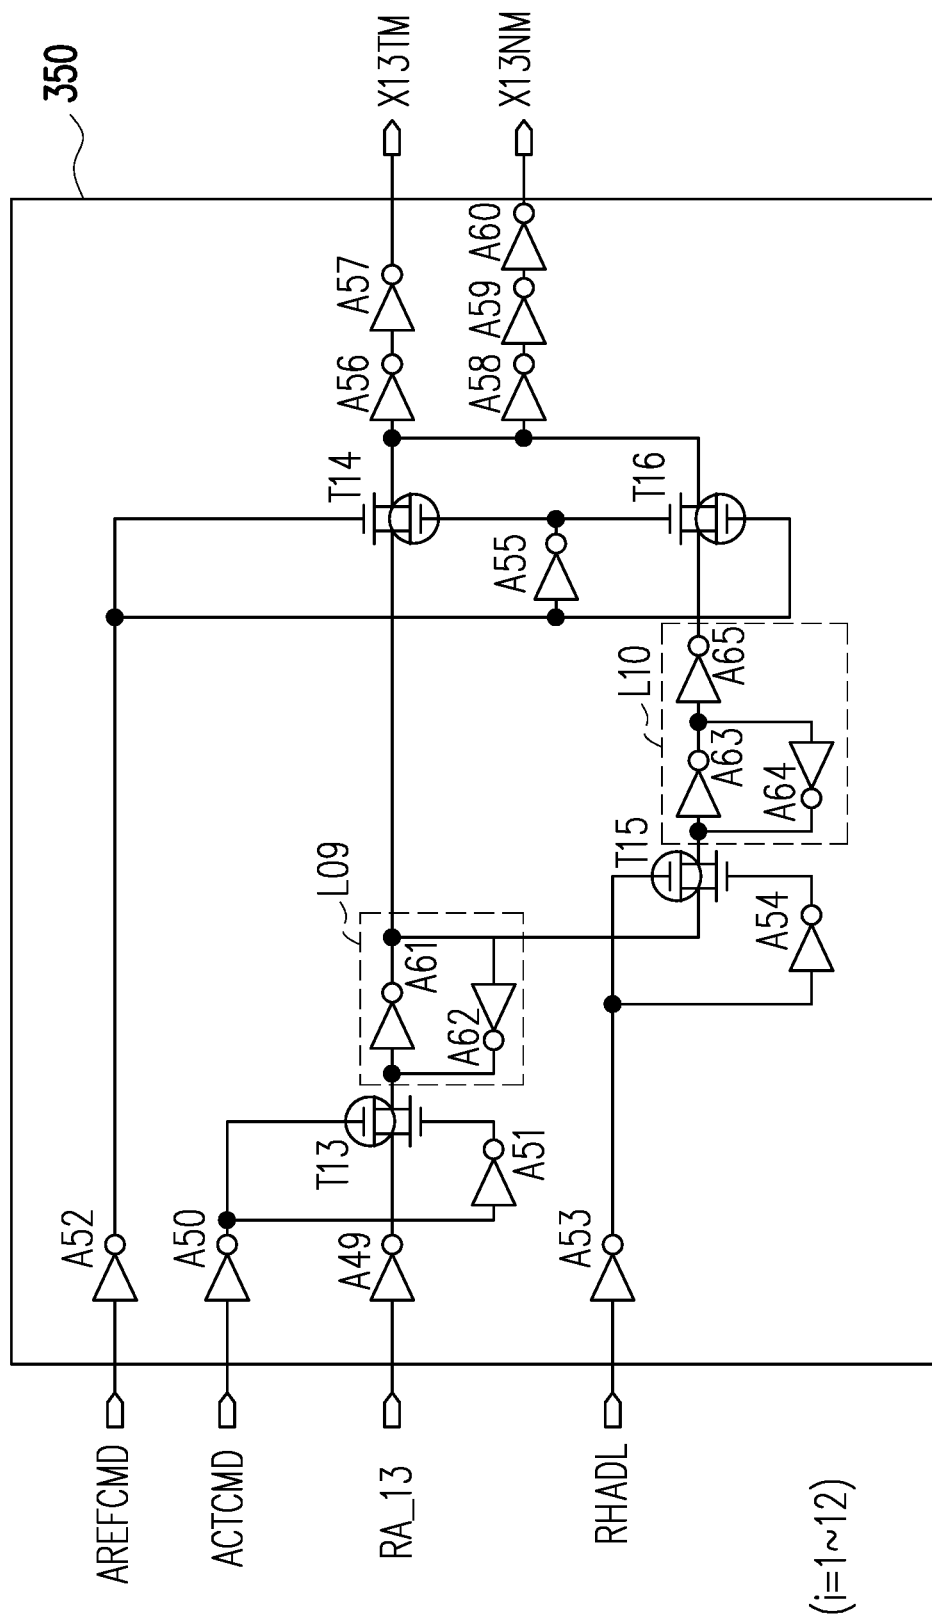 350
AREFCMD
A52
ACTCMD
A50
RA_13
A49
T13
A51
L09
A61
A62
T14
A56
A57
X13TM
A58
A59
A60
X13NM
A55
T16
RHADL
A53
A54
T15
L10
A63
A64
A65
(i=1~12)